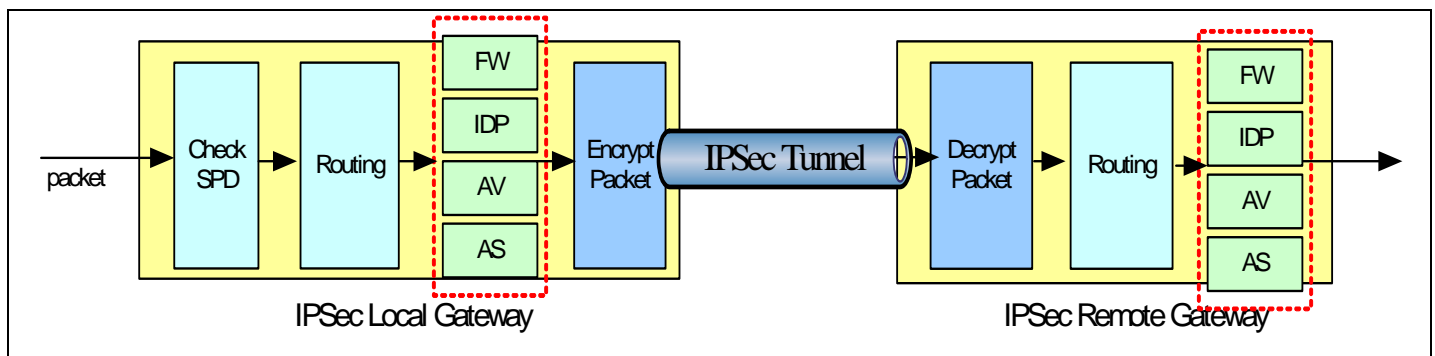 packet
Check
SPD
Routing
FW
IDP
AV
AS
Encrypt
Packet
IPSec Tunnel
Decrypt
Packet
Routing
FW
IDP
AV
AS
IPSec Local Gateway
IPSec Remote Gateway